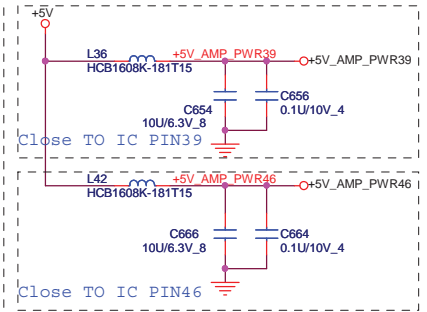 +5V
L36
HCB1608K-181T15
+5V_AMP_PWR39
+5V_AMP_PWR39
C654
10U/6.3V_8
C656
0.1U/10V_4
Close TO IC PIN39
L42
HCB1608K-181T15
+5V_AMP_PWR46
+5V_AMP_PWR46
C666
10U/6.3V_8
C664
0.1U/10V_4
Close TO IC PIN46